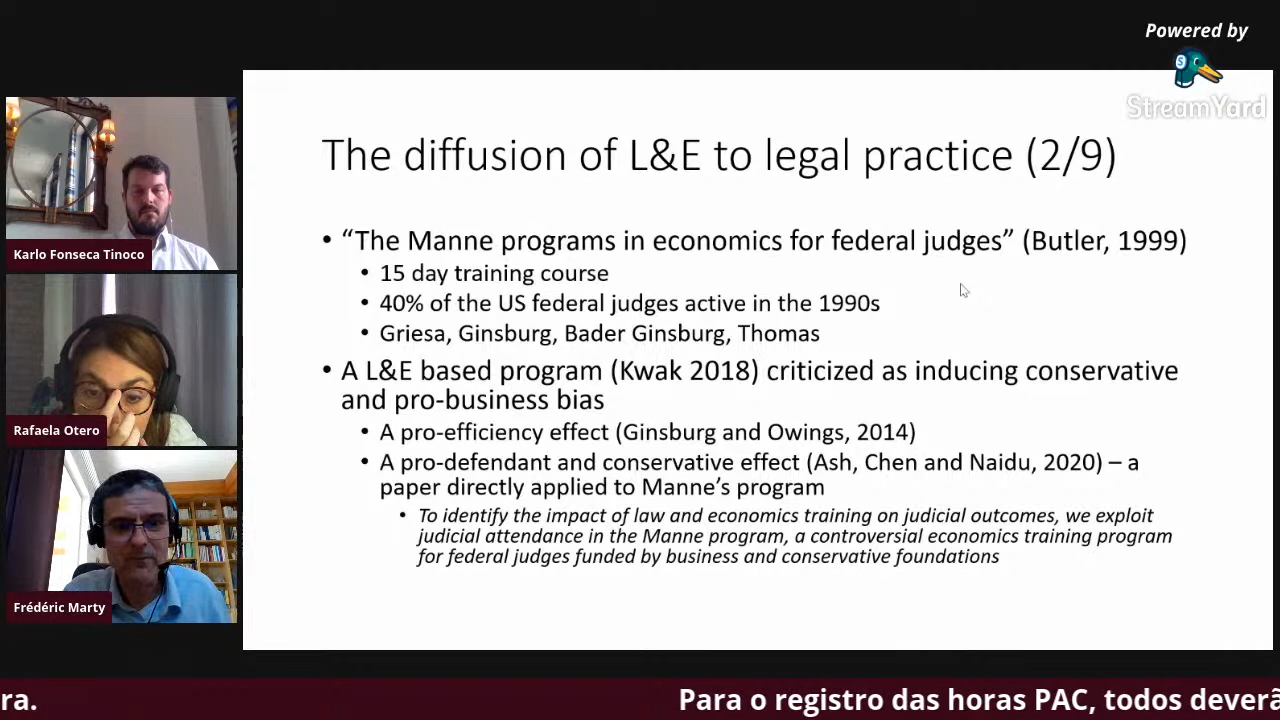 Powered by
StreamYard
The diffusion of L&E to legal practice (2/9)
• “The Manne programs in economics for federal judges” (Butler, 1999)
• 15 day training course
• 40% of the US federal judges active in the 1990s
• Griesa, Ginsburg, Bader Ginsburg, Thomas
• A L&E based program (Kwak 2018) criticized as inducing conservative
and pro-business bias
• A pro-efficiency effect (Ginsburg and Owings, 2014)
• A pro-defendant and conservative effect (Ash, Chen and Naidu, 2020) – a
paper directly applied to Manne’s program
• To identify the impact of law and economics training on judicial outcomes, we exploit
judicial attendance in the Manne program, a controversial economics training program
for federal judges funded by business and conservative foundations
Karlo Fonseca Tinoco
Rafaela Otero
Frédéric Marty
ra. Para o registro das horas PAC, todos deverã